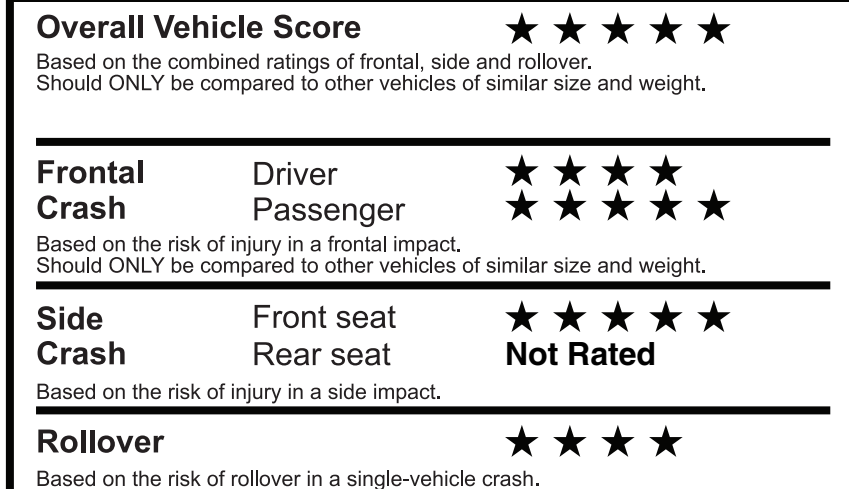 Overall Vehicle Score ★ ★ ★ ★ ★
Based on the combined ratings of frontal, side and rollover.
Should ONLY be compared to other vehicles of similar size and weight.
Frontal Driver ★ ★ ★ ★
Crash Passenger ★ ★ ★ ★ ★
Based on the risk of injury in a frontal impact.
Should ONLY be compared to other vehicles of similar size and weight.
Side Front seat ★ ★ ★ ★ ★
Crash Rear seat Not Rated
Based on the risk of injury in a side impact.
Rollover ★ ★ ★ ★
Based on the risk of rollover in a single-vehicle crash.